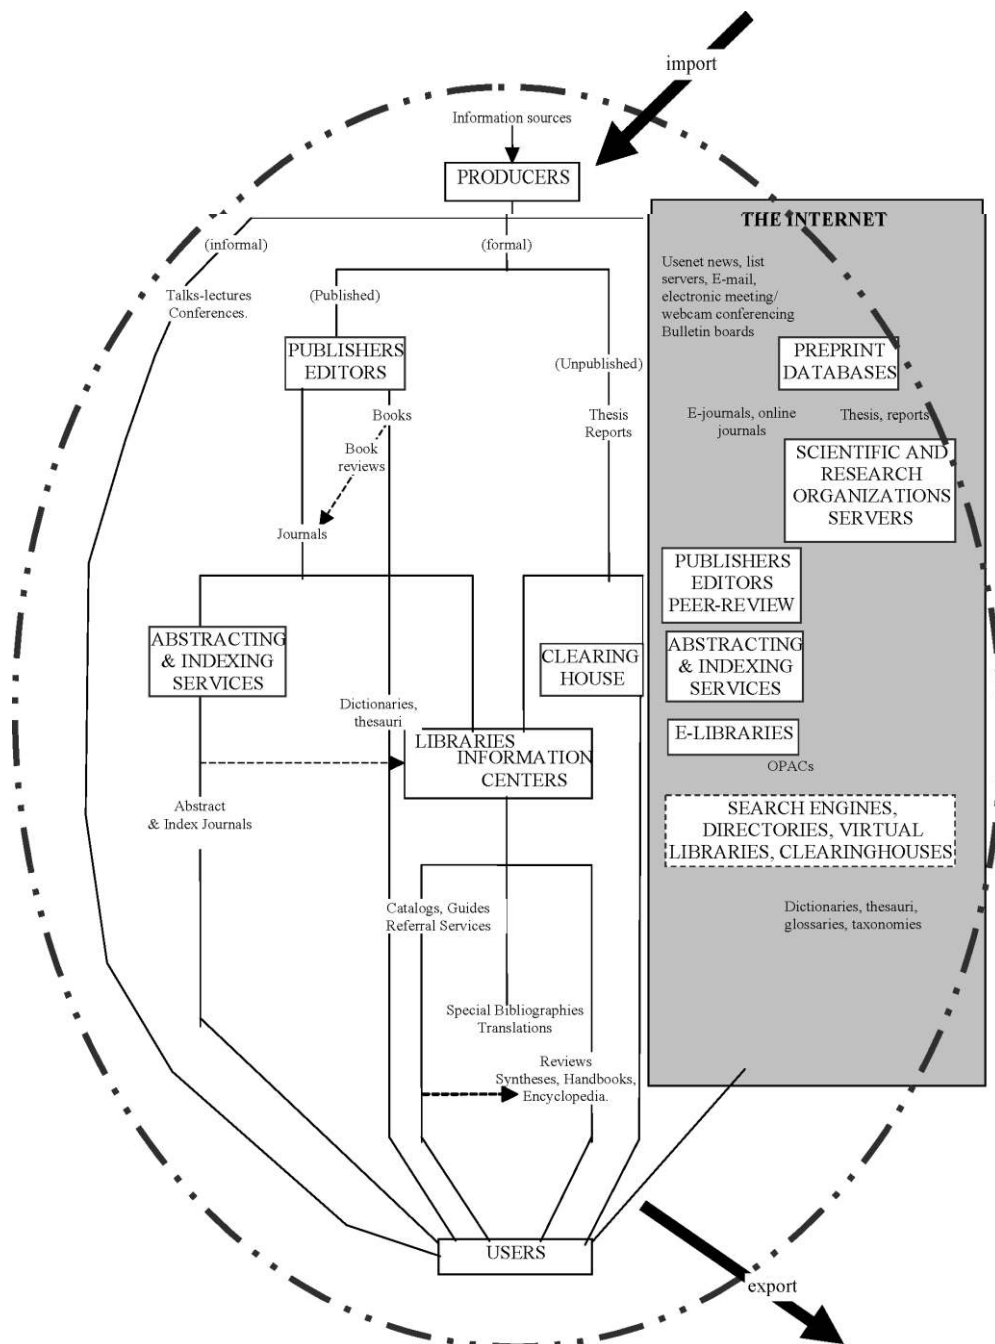 import
Information sources
PRODUCERS
THE INTERNET
(informal)
(formal)
Usenet news, list
servers, E-mail,
electronic meeting/
webcam conferencing
Bulletin boards
Talks-lectures
Conferences.
(Published)
PUBLISHERS
EDITORS
(Unpublished)
PREPRINT
DATABASES
Books
Thesis
Reports
E-journals, online
journals
Thesis, reports
Book
reviews
SCIENTIFIC AND
RESEARCH
ORGANIZATIONS
SERVERS
Journals
PUBLISHERS
EDITORS
PEER-REVIEW
ABSTRACTING
& INDEXING
SERVICES
CLEARING
HOUSE
ABSTRACTING
& INDEXING
SERVICES
Dictionaries,
thesauri
LIBRARIES
INFORMATION
CENTERS
E-LIBRARIES
OPACs
Abstract
& Index Journals
SEARCH ENGINES,
DIRECTORIES, VIRTUAL
LIBRARIES, CLEARINGHOUSES
Catalogs, Guides
Referral Services
Dictionaries, thesauri,
glossaries, taxonomies
Special Bibliographies
Translations
Reviews
Syntheses, Handbooks,
Encyclopedia.
USERS
export